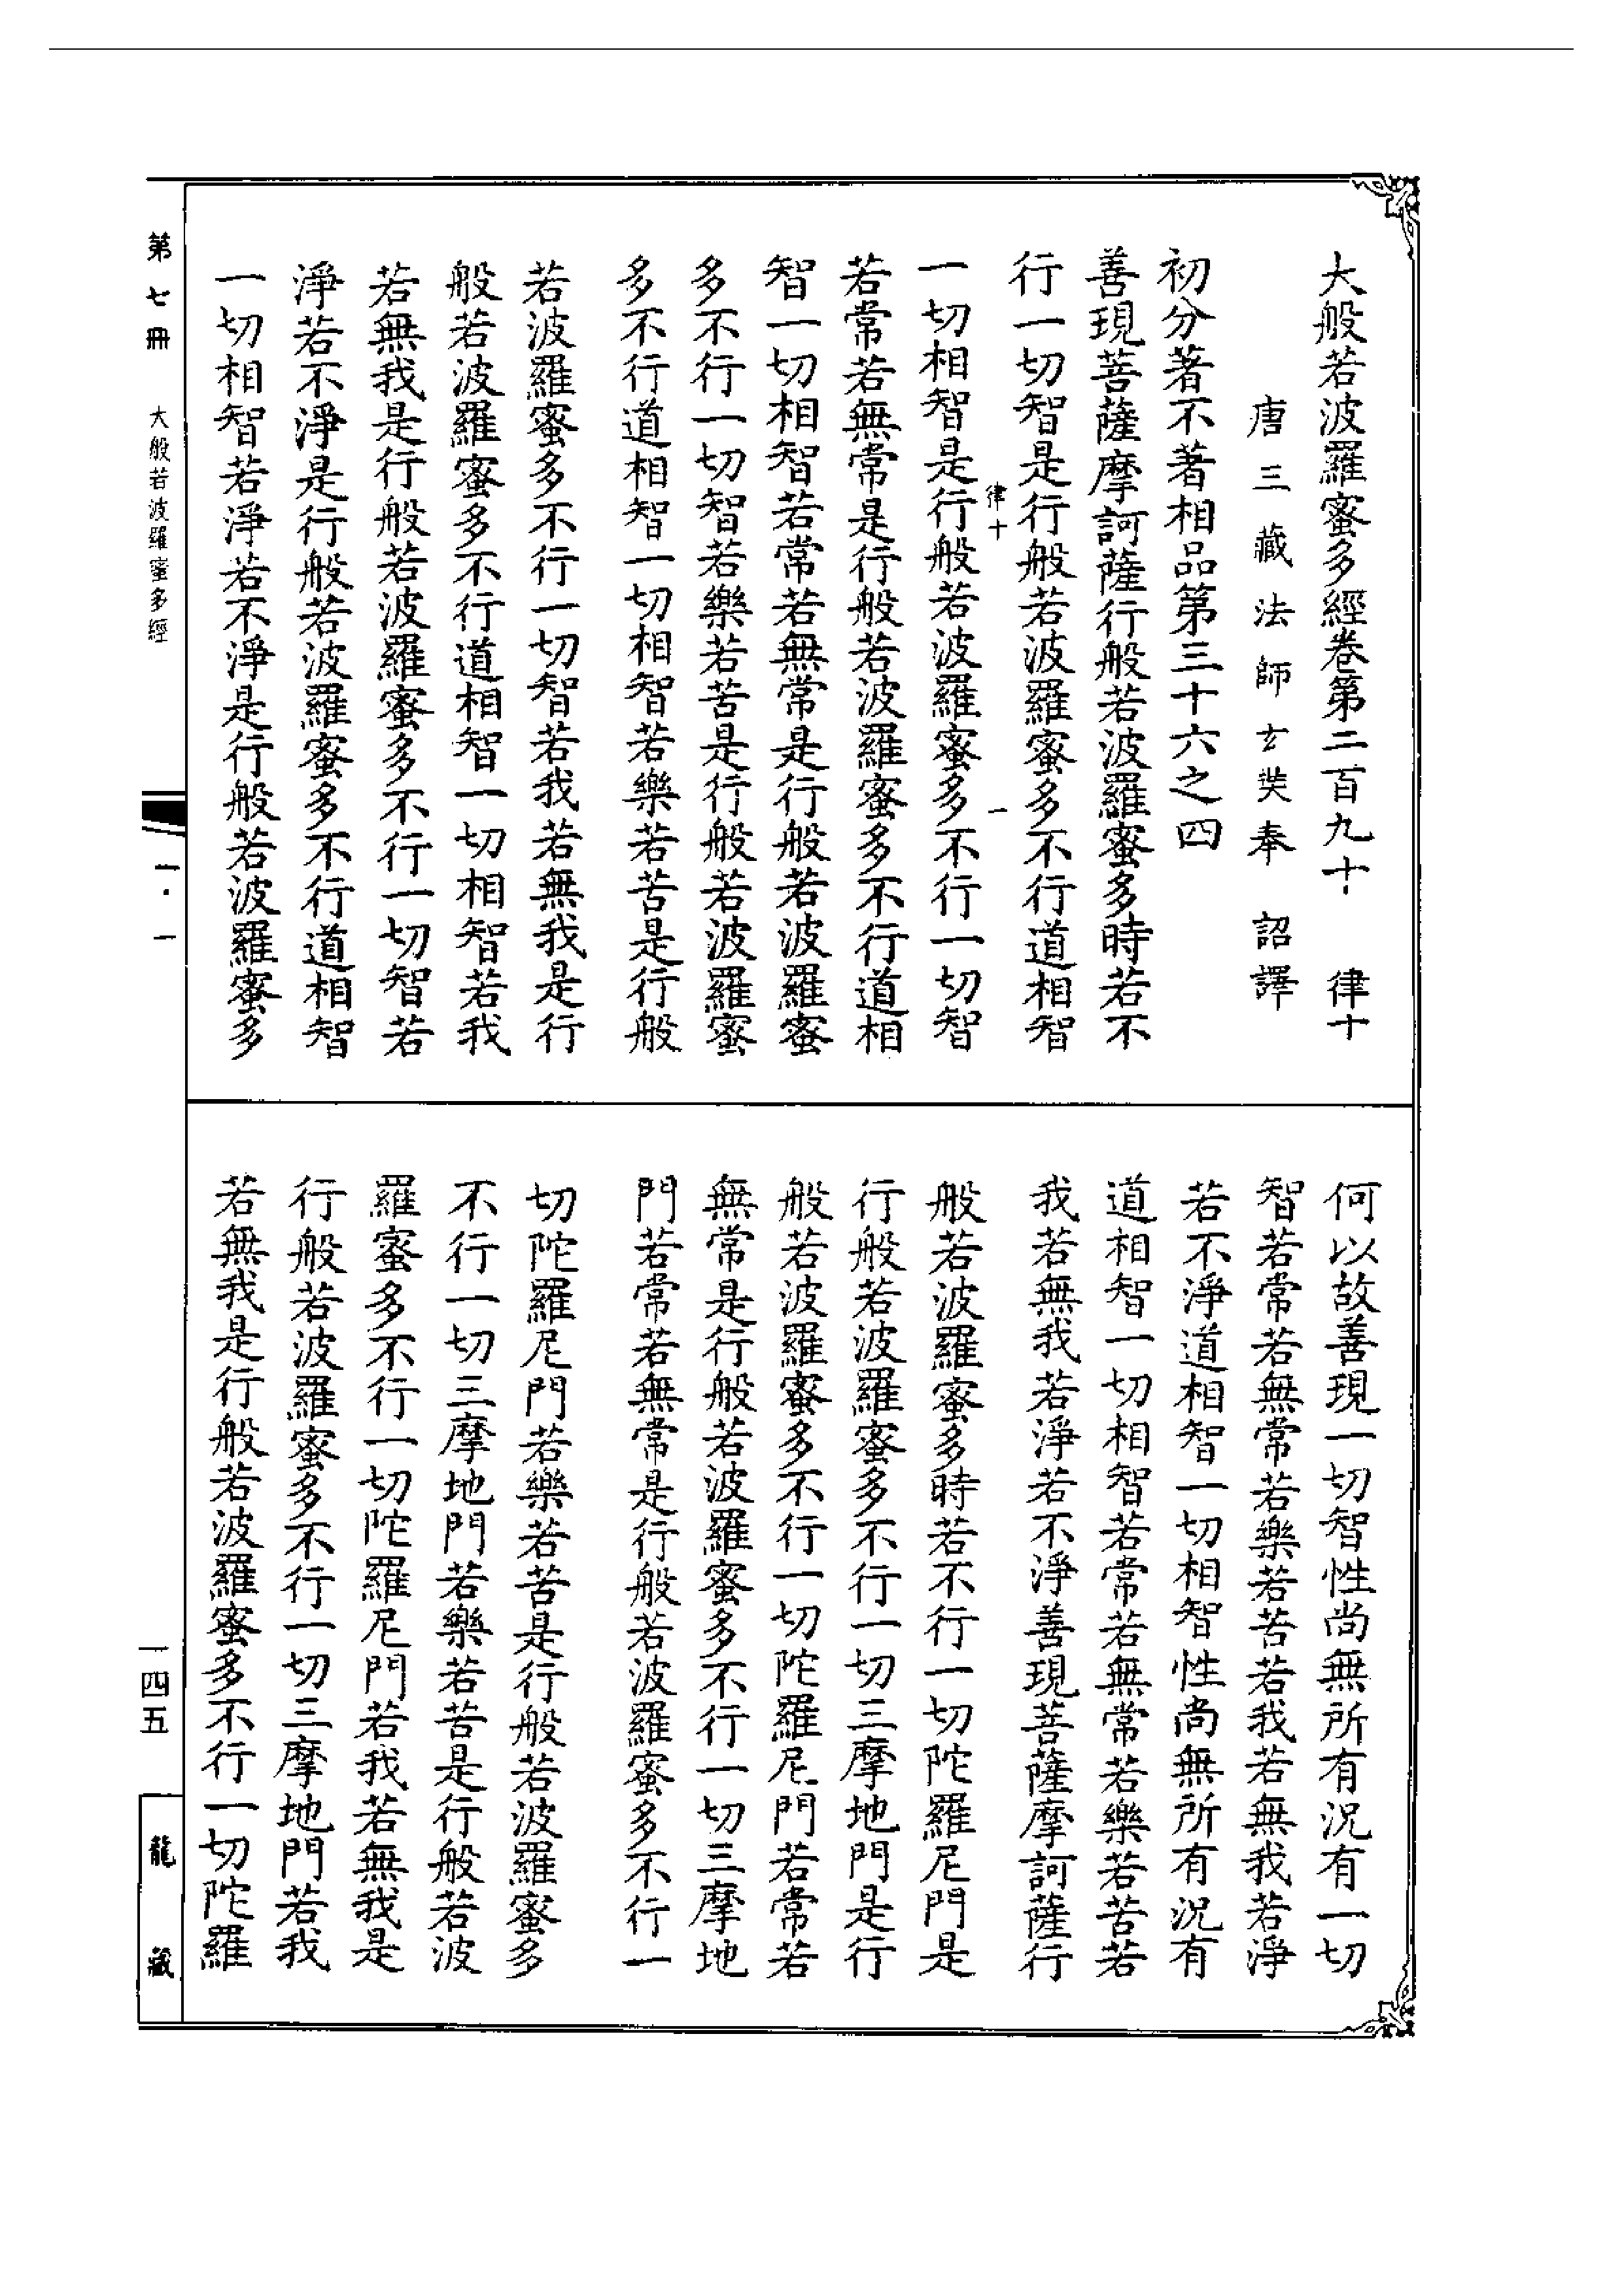 大般若波羅蜜多經卷第二百九十　律十
唐三藏法師玄奘奉　詔譯
初分著不著相品第三十六之四
善現菩薩摩訶薩行般若波羅蜜多時若不
行一切智是行般若波羅蜜多不行道相智
律十　一
一切相智是行般若波羅蜜多不行一切智
若常若無常是行般若波羅蜜多不行道相
智一切相智若常若無常是行般若波羅蜜
多不行一切智若樂若苦是行般若波羅蜜
多不行道相智一切相智若樂若苦是行般
若波羅蜜多不行一切智若我若無我是行
般若波羅蜜多不行道相智一切相智若我
若無我是行般若波羅蜜多不行一切智若
淨若不淨是行般若波羅蜜多不行道相智
一切相智若淨若不淨是行般若波羅蜜多
何以故善現一切智性尚無所有況有一切
智若常若無常若樂若苦若我若無我若淨
若不淨道相智一切相智性尚無所有況有
道相智一切相智若常若無常若樂若苦若
我若無我若淨若不淨善現菩薩摩訶薩行
般若波羅蜜多時若不行一切陀羅尼門是
行般若波羅蜜多不行一切三摩地門是行
般若波羅蜜多不行一切陀羅尼門若常若
無常是行般若波羅蜜多不行一切三摩地
門若常若無常是行般若波羅蜜多不行一
切陀羅尼門若樂若苦是行般若波羅蜜多
不行一切三摩地門若樂若苦是行般若波
羅蜜多不行一切陀羅尼門若我若無我是
行般若波羅蜜多不行一切三摩地門若我
若無我是行般若波羅蜜多不行一切陀羅
第七冊　大般若波羅蜜多經　一・一　一四五　龍藏